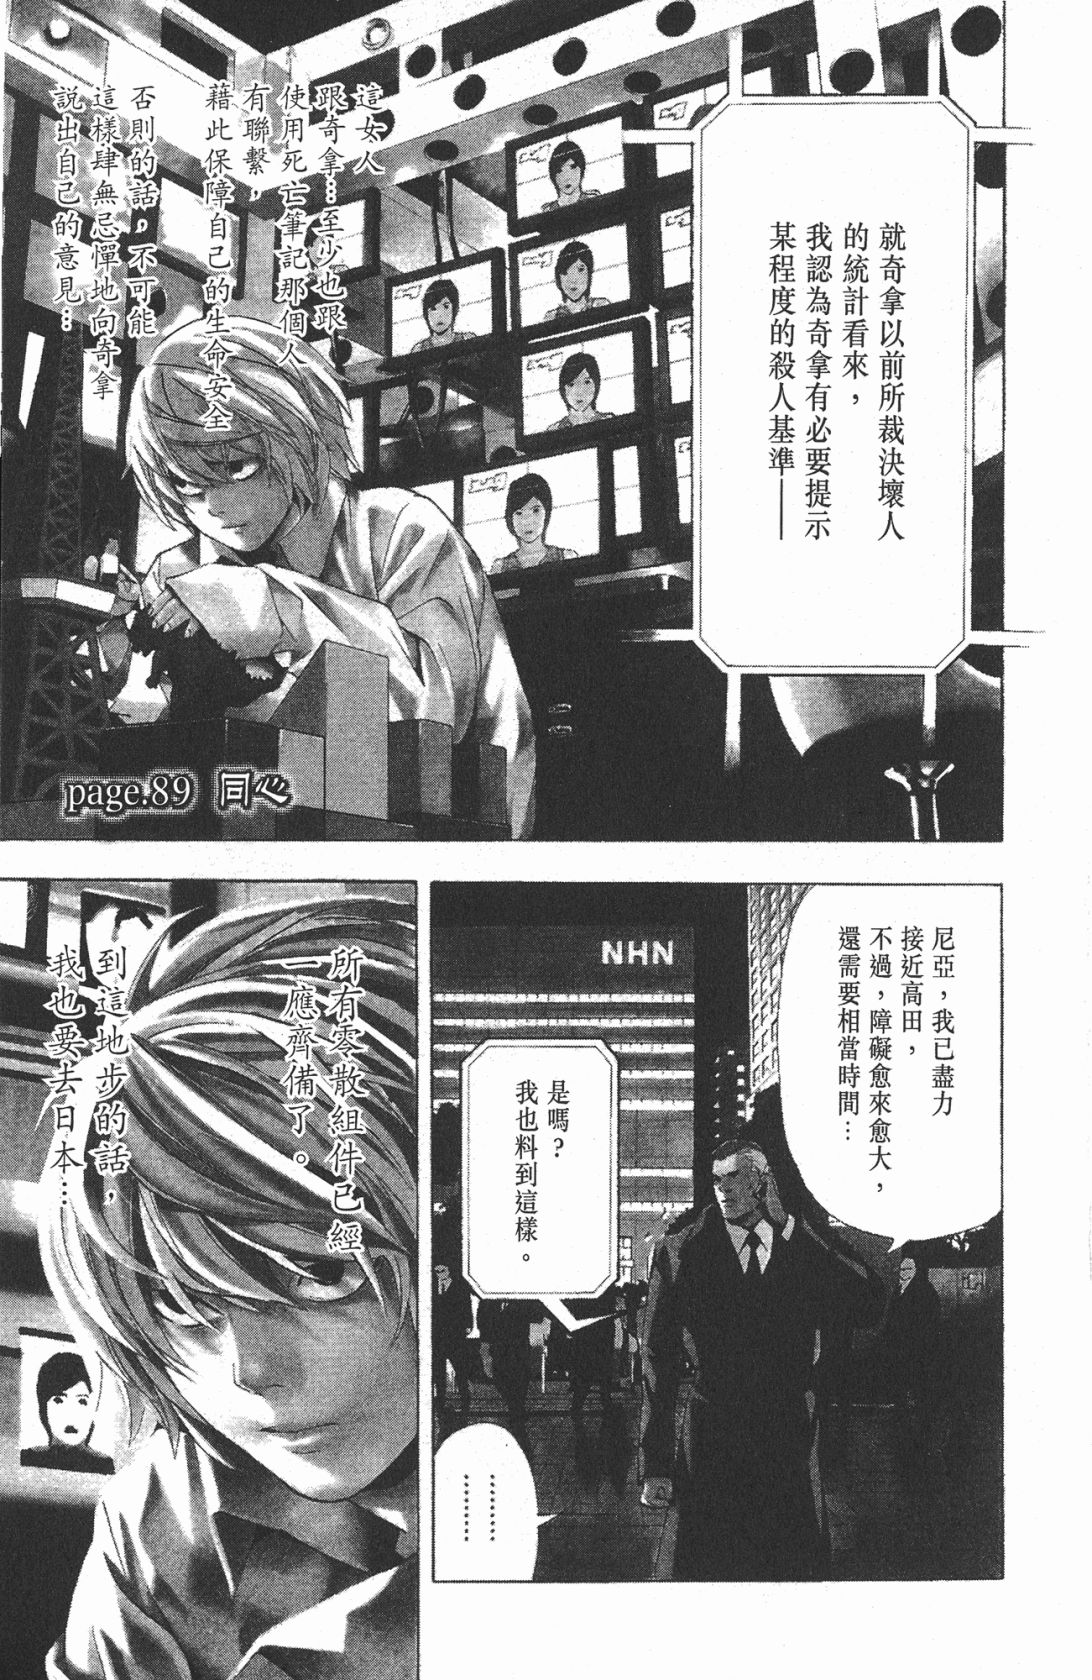 就奇拿以前所裁決壞人
的統計看來，
我認為奇拿有必要提示
某程度的殺人基準──
這女人
跟奇拿…至少也跟
使用死亡筆記那個人
有聯繫，
藉此保障自己的生命安全
否則的話，不可能
這樣肆無忌憚地向奇拿
說出自己的意見…
page.89 同心
尼亞，我已盡力
接近高田，
不過，障礙愈來愈大，
還需要相當時間…
NHN
是嗎？
我也料到這樣。
………
………
所有零散組件已經
一應齊備了。
到這地步的話，
我也要去日本…